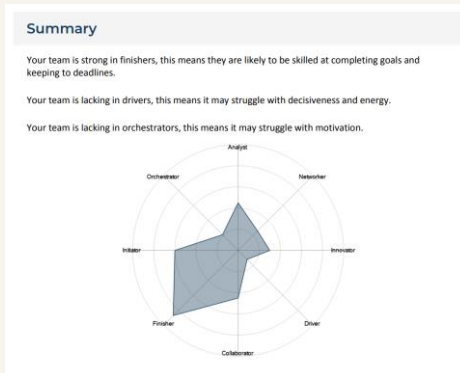 Summary
Your team is strong in finishers, this means they are likely to be skilled at completing goals and
keeping to deadlines.
Your team is lacking in drivers, this means it may struggle with decisiveness and energy.
Your team is lacking in orchestrators, this means it may struggle with motivation.
Analyst
Orchestrator
Networker
Initiator
Innovator
Finisher
Driver
Collaborator